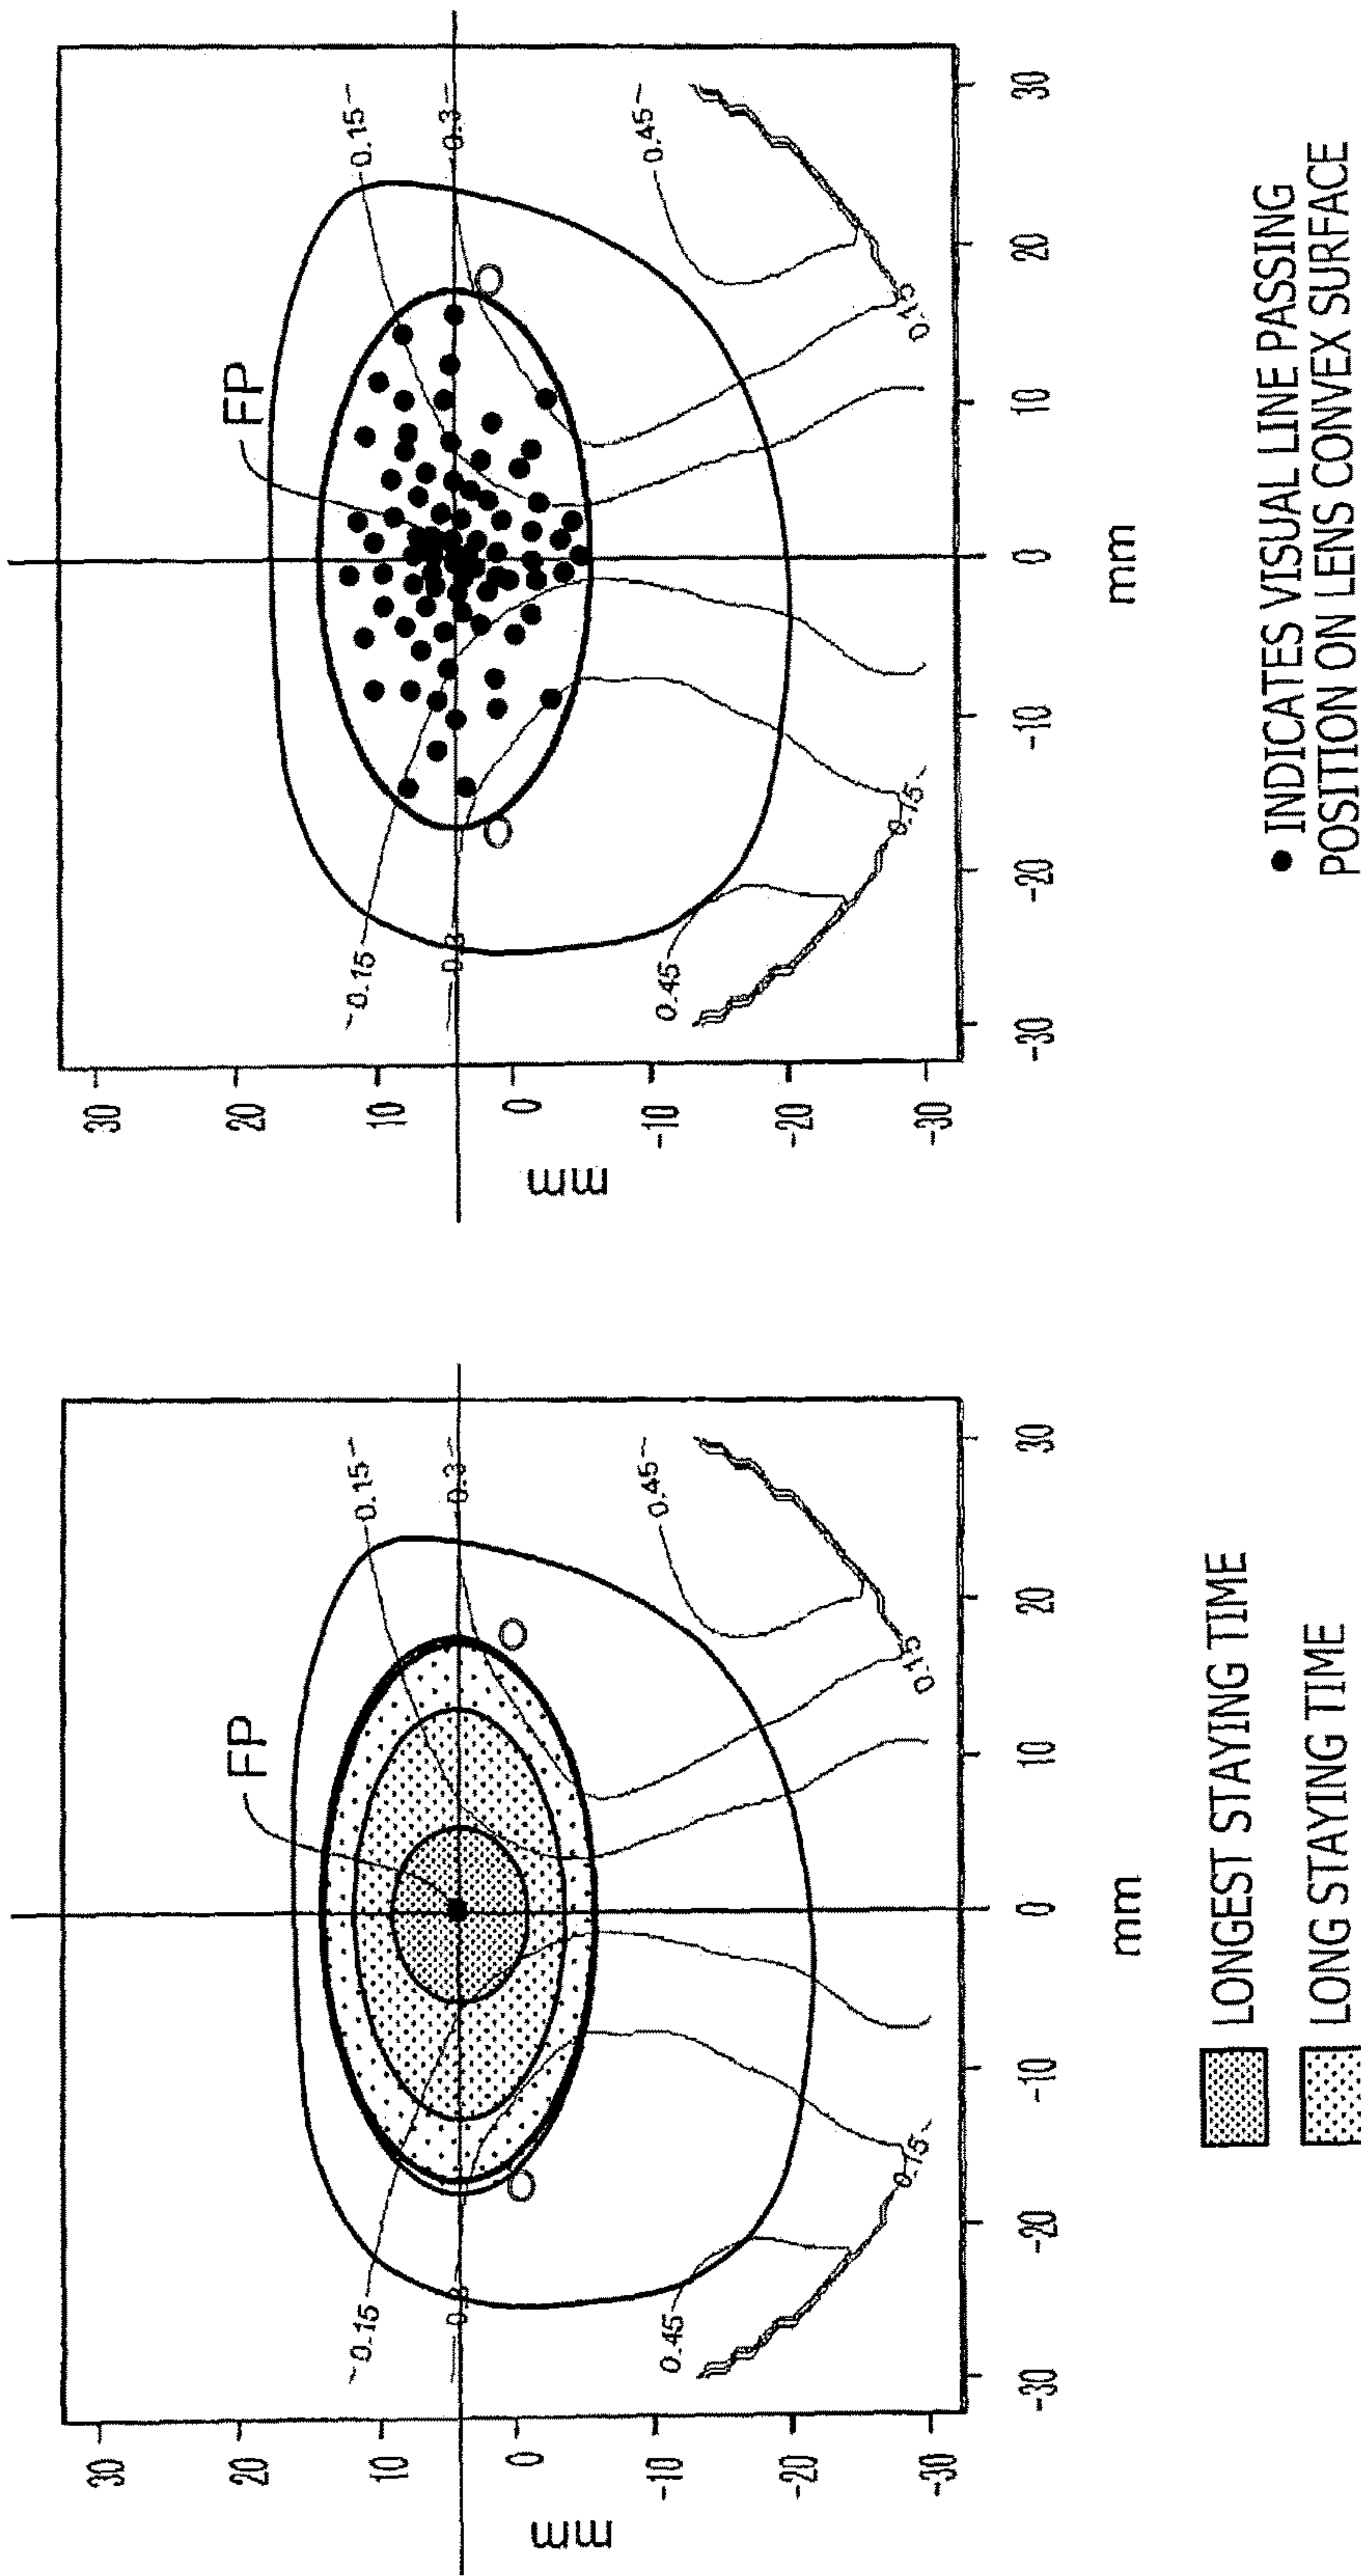 30
20
FP
10
0.15
0.15
0.3
0.3
mm
0
O
O
-10
0.45
0.45
-20
0.15
0.15
-30
-30 -20 -10 0 10 20 30
mm
LONGEST STAYING TIME
LONG STAYING TIME
30
20
FP
10
0.15
0.15
0.3
0.3
mm
0
O
O
-10
0.45
0.45
-20
0.15
0.15
-30
-30 -20 -10 0 10 20 30
mm
● INDICATES VISUAL LINE PASSING
POSITION ON LENS CONVEX SURFACE